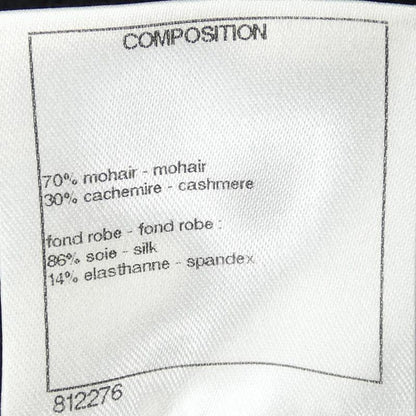 COMPOSITION
70% mohair - mohair
30% cachemire - cashmere
fond robe - fond robe :
86% soie - silk
14% elasthanne - spandex
812276